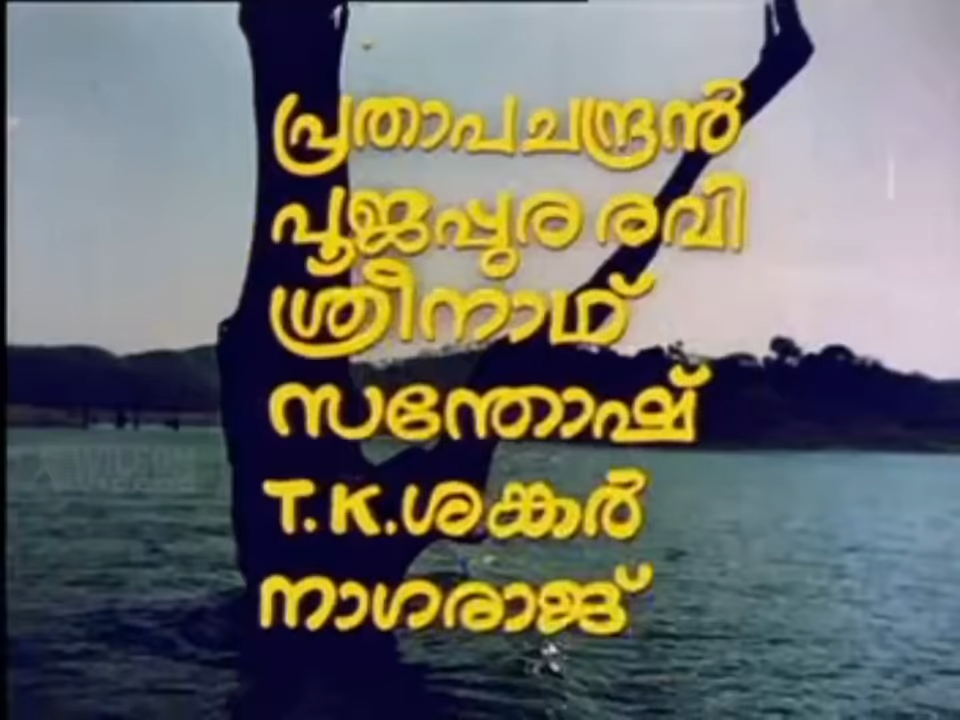 പ്രതാപചന്ദ്രൻ
പൂജപ്പുര രവി
ശ്രീനാഥ്
സന്തോഷ്
T.K.ശങ്കർ
നാഗരാജ്